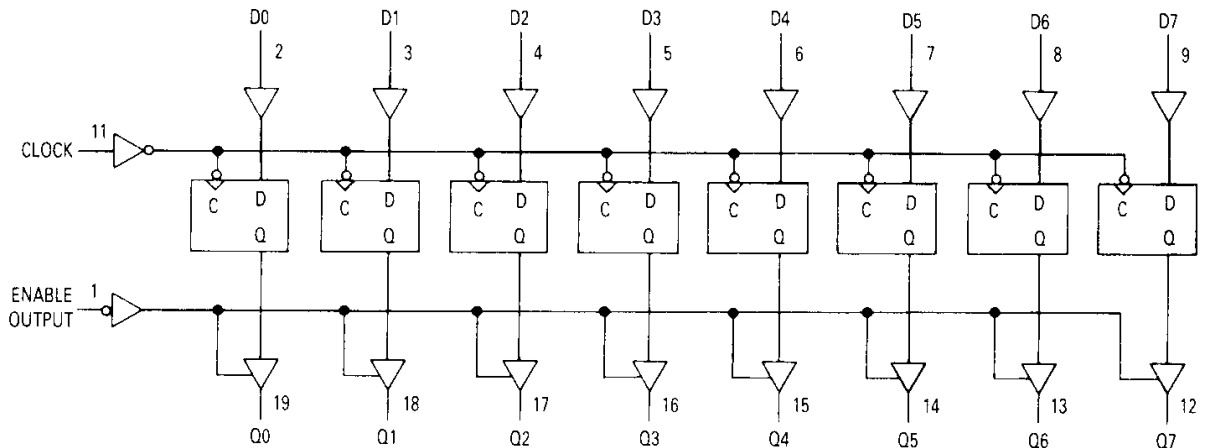 D0 D1 D2 D3 D4 D5 D6 D7
2 3 4 5 6 7 8 9
CLOCK 11
C D C D C D C D C D C D C D C D
Q Q Q Q Q Q Q Q
ENABLE OUTPUT 1
19 18 17 16 15 14 13 12
Q0 Q1 Q2 Q3 Q4 Q5 Q6 Q7